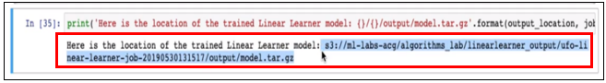 In [35]: print('Here is the location of the trained Linear Learner model: {}/{}/output/model.tar.gz'.format(output_location, job
Here is the location of the trained Linear Learner model: s3://ml-labs-acg/algorithms_lab/linearlearner_output/ufo-li
near-learner-job-20190530131517/output/model.tar.gz